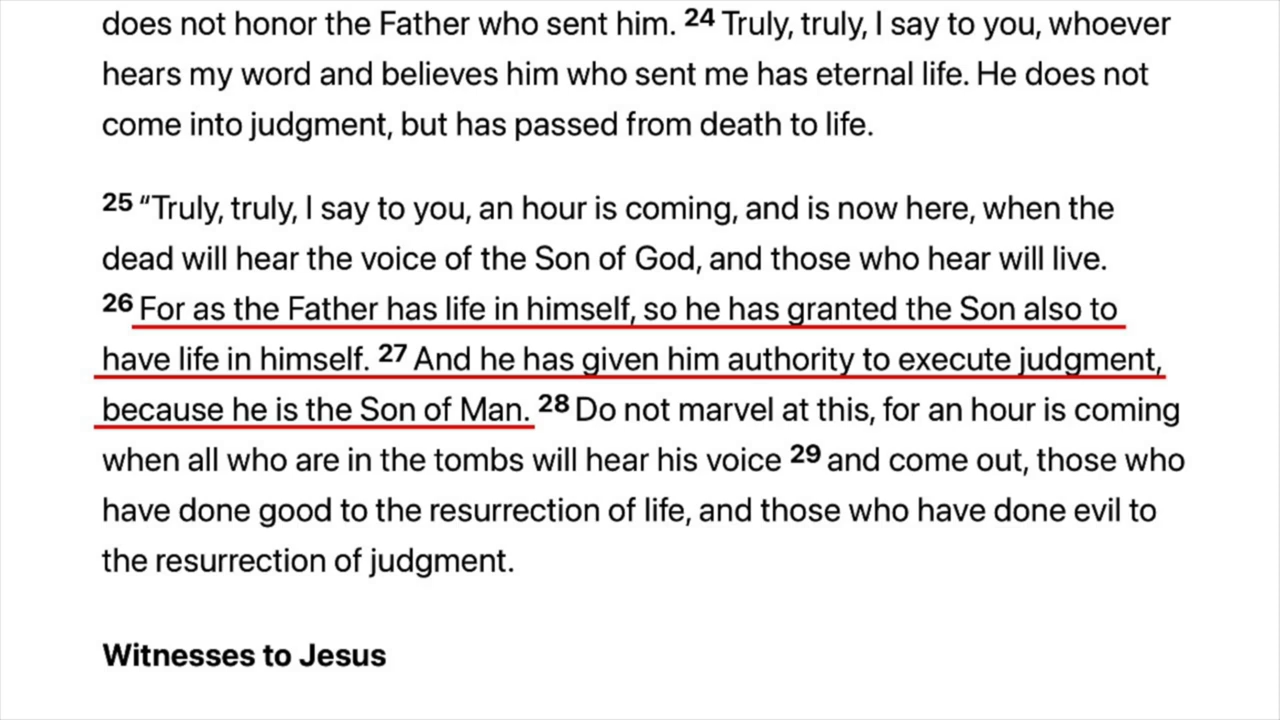 does not honor the Father who sent him. 24 Truly, truly, I say to you, whoever
hears my word and believes him who sent me has eternal life. He does not
come into judgment, but has passed from death to life.
25 “Truly, truly, I say to you, an hour is coming, and is now here, when the
dead will hear the voice of the Son of God, and those who hear will live.
26 For as the Father has life in himself, so he has granted the Son also to
have life in himself. 27 And he has given him authority to execute judgment,
because he is the Son of Man. 28 Do not marvel at this, for an hour is coming
when all who are in the tombs will hear his voice 29 and come out, those who
have done good to the resurrection of life, and those who have done evil to
the resurrection of judgment.
Witnesses to Jesus